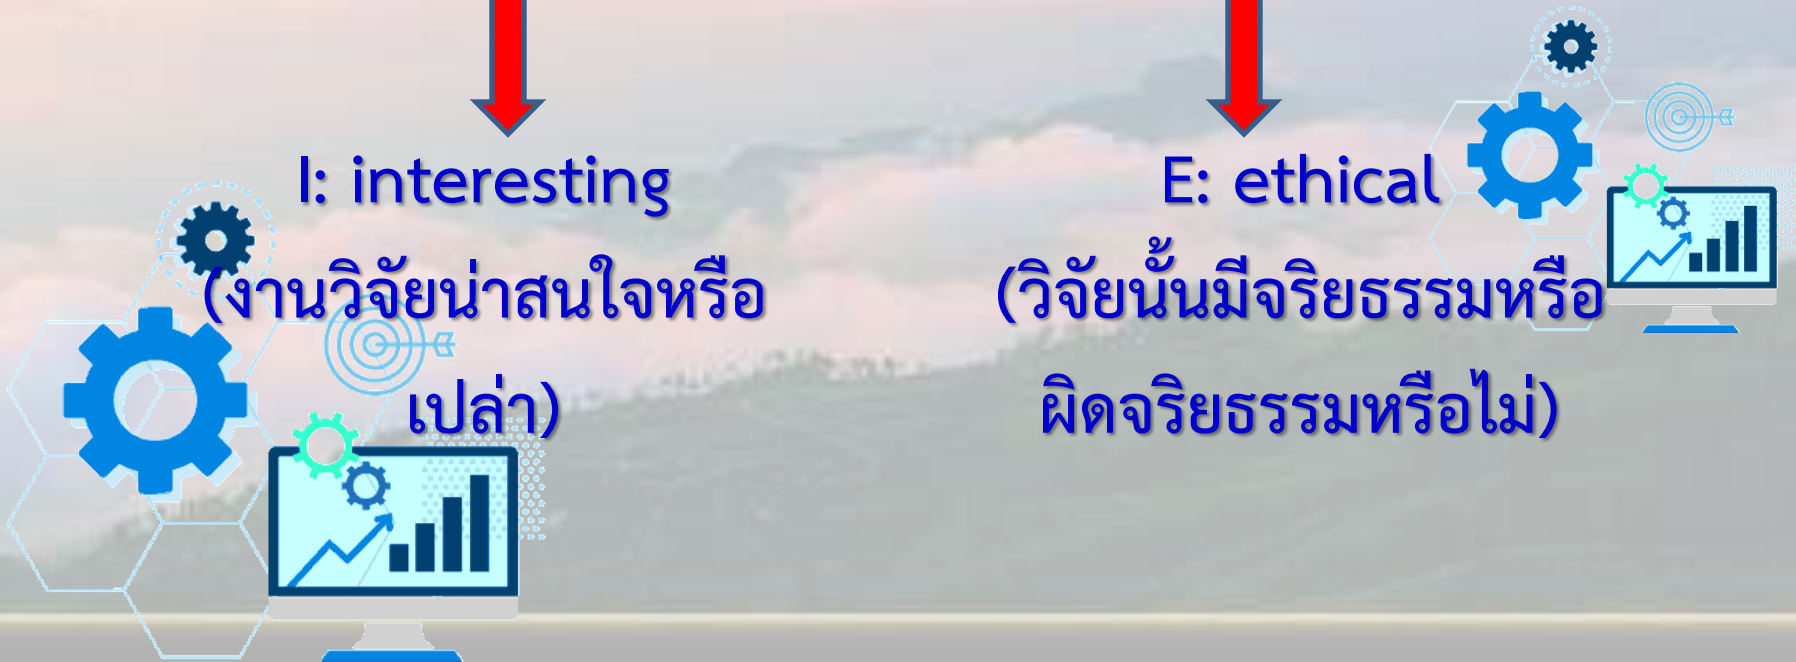 I: interesting
(งานวิจัยน่าสนใจหรือ
เปล่า)
E: ethical
(วิจัยนั้นมีจริยธรรมหรือ
ผิดจริยธรรมหรือไม่)